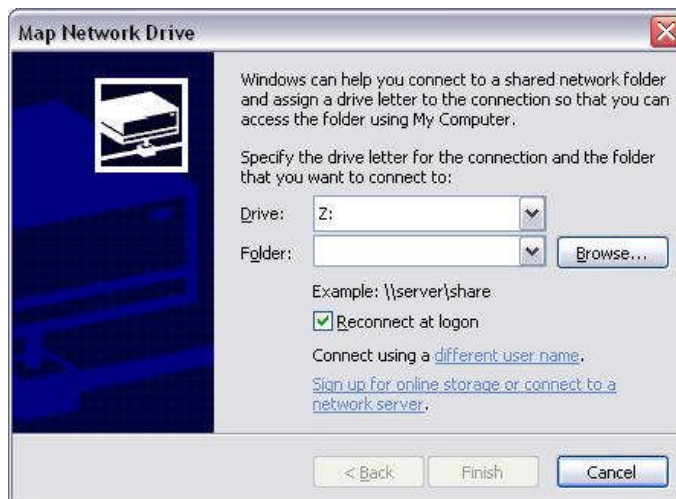 Map Network Drive
Windows can help you connect to a shared network folder
and assign a drive letter to the connection so that you can
access the folder using My Computer.
Specify the drive letter for the connection and the folder
that you want to connect to:
Drive: Z:
Folder: Browse...
Example: \\server\share
Reconnect at logon
Connect using a different user name.
Sign up for online storage or connect to a
network server.
< Back Finish Cancel